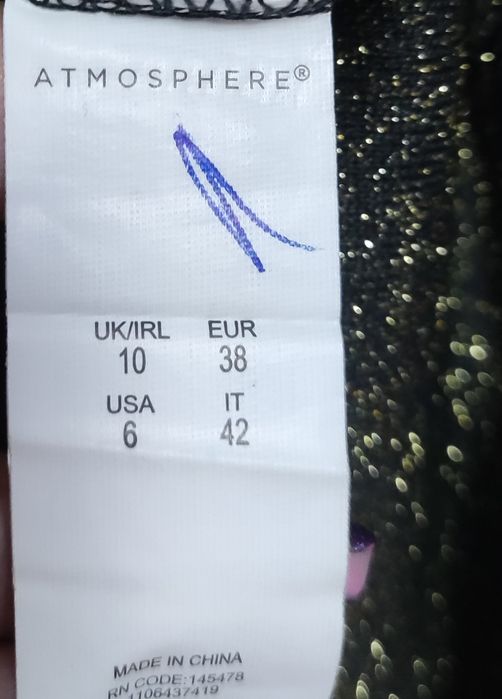 ATMOSPHERE®
UK/IRL EUR
10 38
USA IT
6 42
MADE IN CHINA
RN CODE:145478